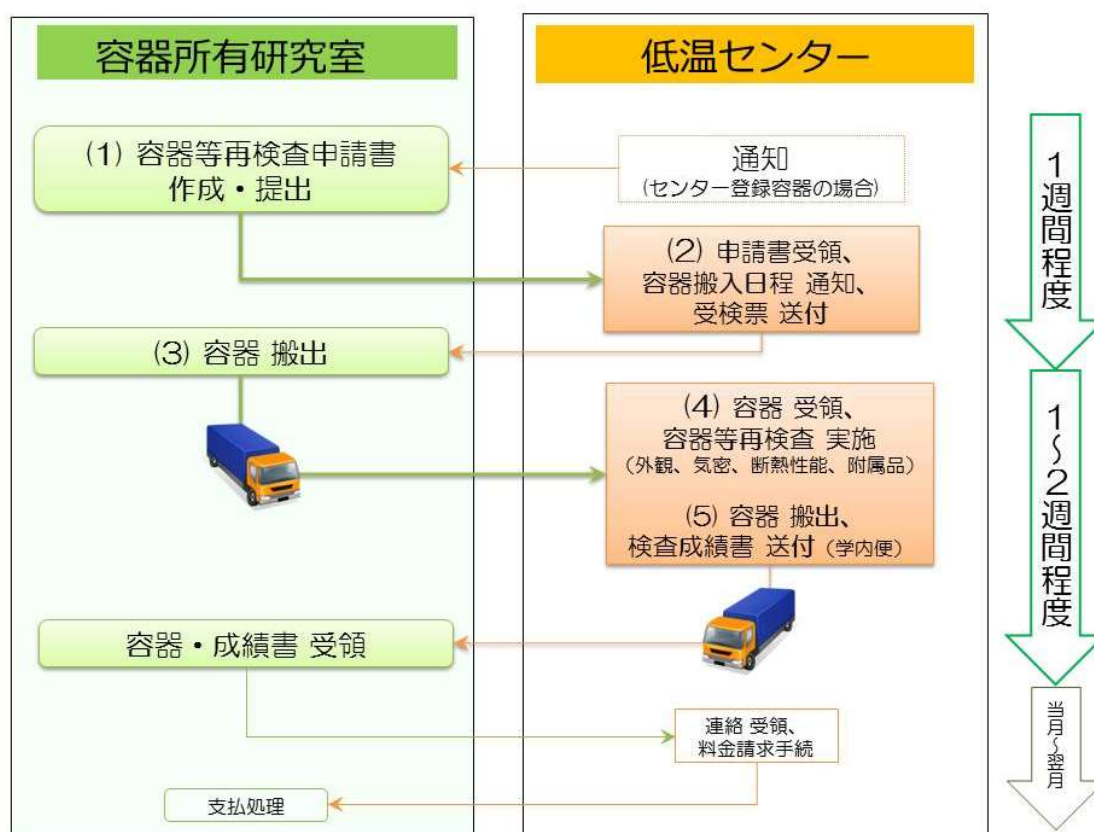 容器所有研究室
低温センター
(1) 容器等再検査申請書
作成・提出
通知
(センター登録容器の場合)
(2) 申請書受領、
容器搬入日程 通知、
受検票 送付
(3) 容器 搬出
(4) 容器 受領、
容器等再検査 実施
(外観、気密、断熱性能、附属品)
(5) 容器 搬出、
検査成績書 送付 (学内便)
容器・成績書 受領
連絡 受領、
料金請求手続
支払処理
1週間程度
1~2週間程度
当月~翌月